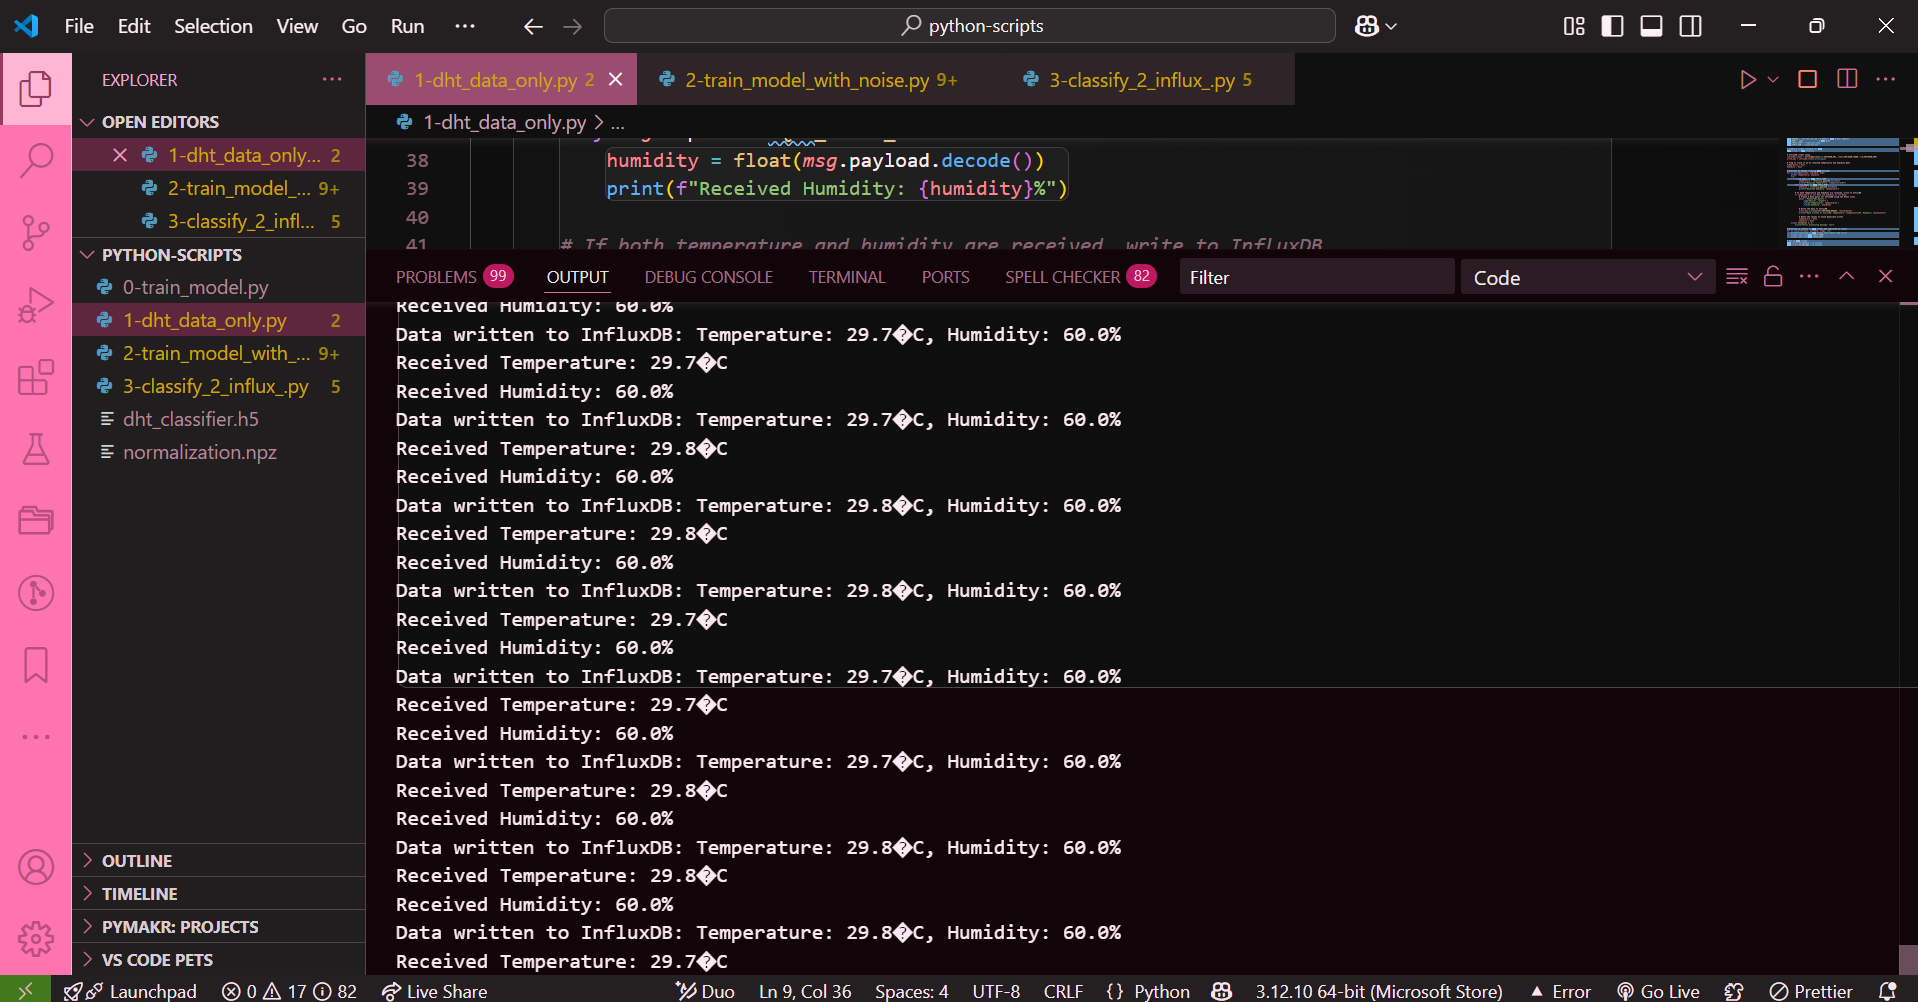 File Edit Selection View Go Run ···
python-scripts
EXPLORER ···
1-dht_data_only.py 2
2-train_model_with_noise.py 9+
3-classify_2_influx_.py 5
OPEN EDITORS
1-dht_data_only... 2
2-train_model_... 9+
3-classify_2_infl... 5
PYTHON-SCRIPTS
0-train_model.py
1-dht_data_only.py 2
2-train_model_with_... 9+
3-classify_2_influx_.py 5
dht_classifier.h5
normalization.npz
OUTLINE
TIMELINE
PYMAKR: PROJECTS
VS CODE PETS
1-dht_data_only.py > ...
38 humidity = float(msg.payload.decode())
39 print(f"Received Humidity: {humidity}%")
40
41 # If both temperature and humidity are received, write to InfluxDB
PROBLEMS 99 OUTPUT DEBUG CONSOLE TERMINAL PORTS SPELL CHECKER 82 Filter Code
Received Humidity: 60.0%
Data written to InfluxDB: Temperature: 29.7�C, Humidity: 60.0%
Received Temperature: 29.7�C
Received Humidity: 60.0%
Data written to InfluxDB: Temperature: 29.7�C, Humidity: 60.0%
Received Temperature: 29.8�C
Received Humidity: 60.0%
Data written to InfluxDB: Temperature: 29.8�C, Humidity: 60.0%
Received Temperature: 29.8�C
Received Humidity: 60.0%
Data written to InfluxDB: Temperature: 29.8�C, Humidity: 60.0%
Received Temperature: 29.7�C
Received Humidity: 60.0%
Data written to InfluxDB: Temperature: 29.7�C, Humidity: 60.0%
Received Temperature: 29.7�C
Received Humidity: 60.0%
Data written to InfluxDB: Temperature: 29.7�C, Humidity: 60.0%
Received Temperature: 29.8�C
Received Humidity: 60.0%
Data written to InfluxDB: Temperature: 29.8�C, Humidity: 60.0%
Received Temperature: 29.8�C
Received Humidity: 60.0%
Data written to InfluxDB: Temperature: 29.8�C, Humidity: 60.0%
Received Temperature: 29.7�C
Launchpad 0 17 82 Live Share Duo Ln 9, Col 36 Spaces: 4 UTF-8 CRLF {} Python 3.12.10 64-bit (Microsoft Store) Error Go Live Prettier